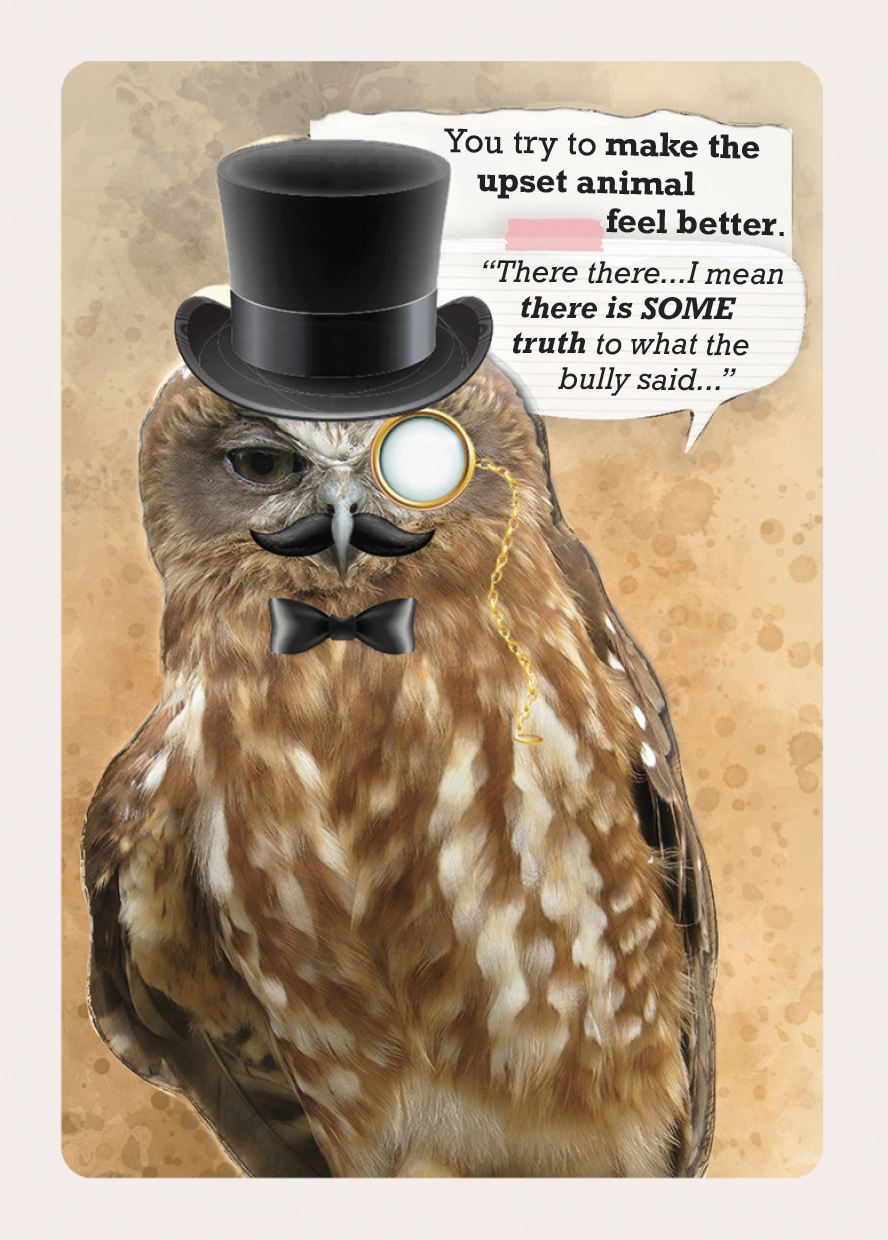 You try to make the
upset animal
feel better.
“There there...I mean
there is SOME
truth to what the
bully said...”